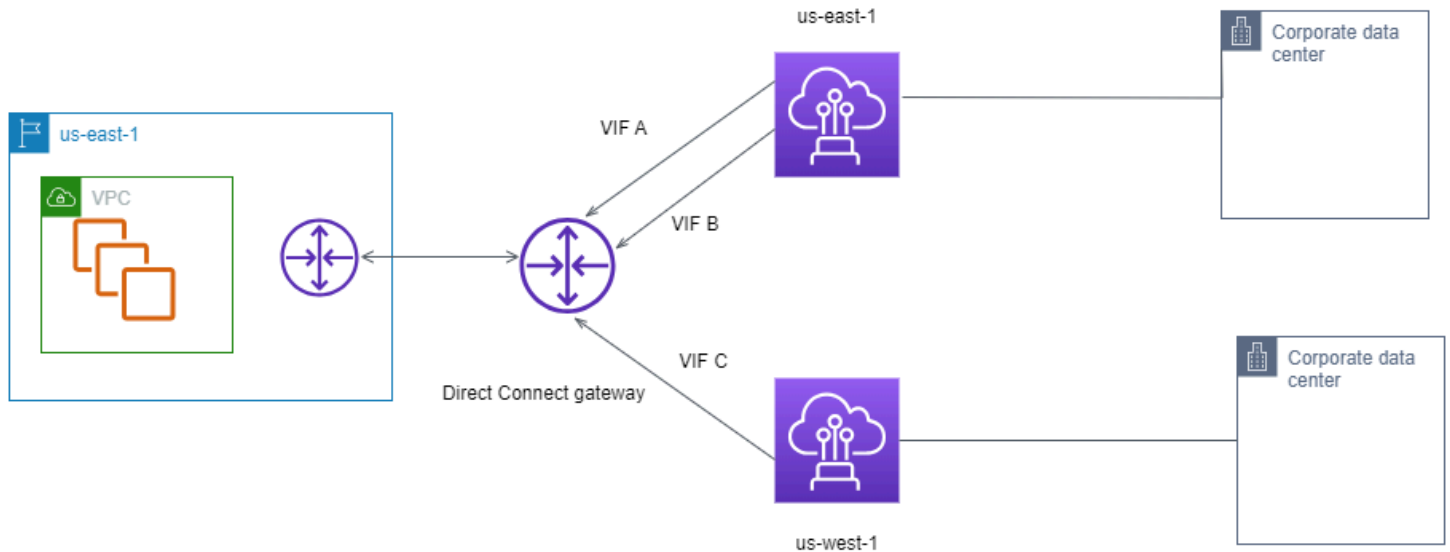 us-east-1
Corporate data
center
us-east-1
VIF A
VPC
VIF B
VIF C
Direct Connect gateway
Corporate data
center
us-west-1